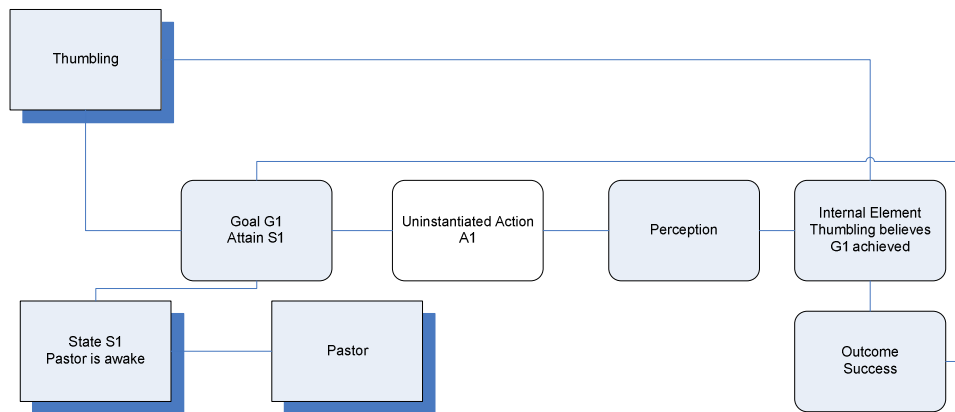 Thumbling
Goal G1
Attain S1
Uninstantiated Action
A1
Perception
Internal Element
Thumbling believes
G1 achieved
State S1
Pastor is awake
Pastor
Outcome
Success